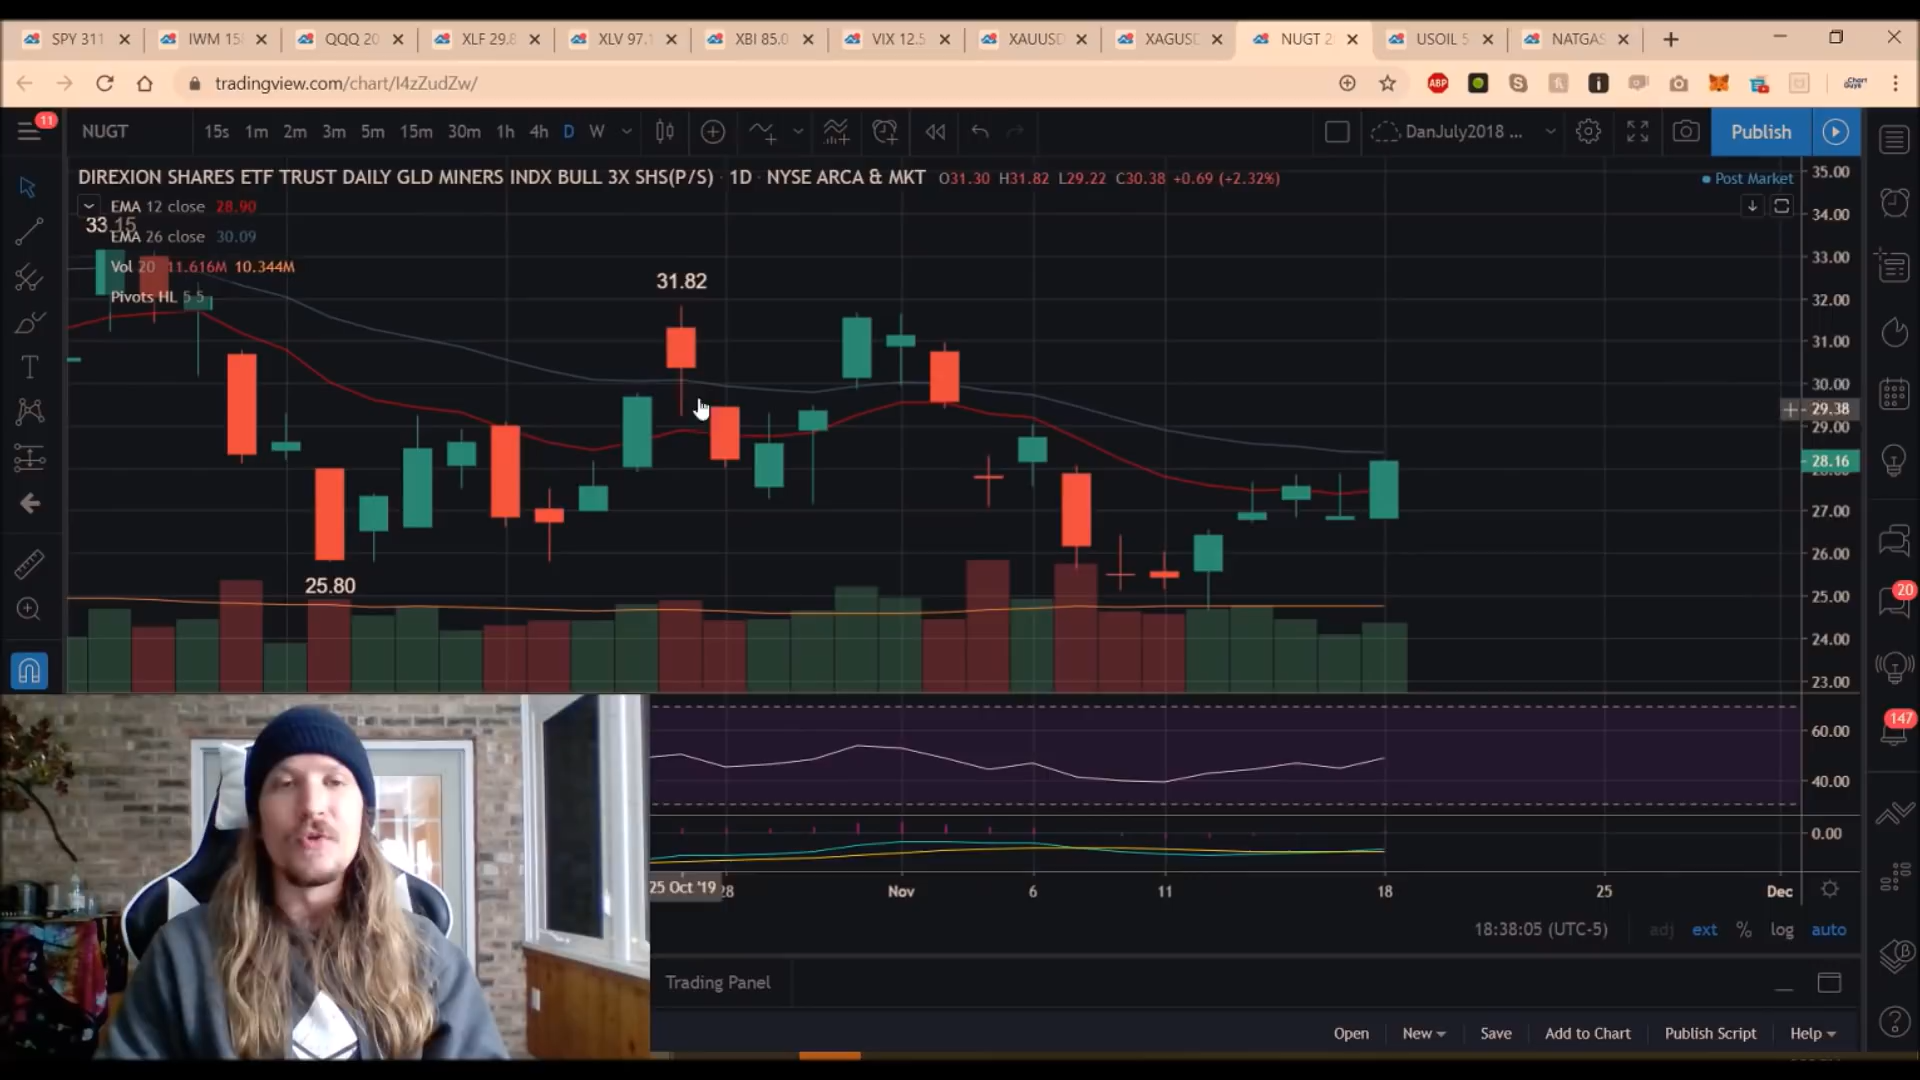 SPY 311
IWM 15
QQQ 20
XLF 29.8
XLV 97.1
XBI 85.0
VIX 12.5
XAUUSD
XAGUSD
NUGT 2
USOIL 5
NATGAS
tradingview.com/chart/I4zZudZw/
ABP
11
NUGT
15s 1m 2m 3m 5m 15m 30m 1h 4h D W
DanJuly2018 ...
Publish
DIREXION SHARES ETF TRUST DAILY GLD MINERS INDX BULL 3X SHS(P/S) · 1D · NYSE ARCA & MKT O31.30 H31.82 L29.22 C30.38 +0.69 (+2.32%)
Post Market
EMA 12 close 28.90
33.15
EMA 26 close 30.09
Vol 20 11.616M 10.344M
Pivots HL 5 5
31.82
25.80
35.00
34.00
33.00
32.00
31.00
30.00
29.38
29.00
28.16
27.00
26.00
25.00
24.00
23.00
60.00
40.00
0.00
20
147
25 Oct '19 28 Nov 6 11 18 25 Dec
18:38:05 (UTC-5) adj ext % log auto
Trading Panel
Open New Save Add to Chart Publish Script Help